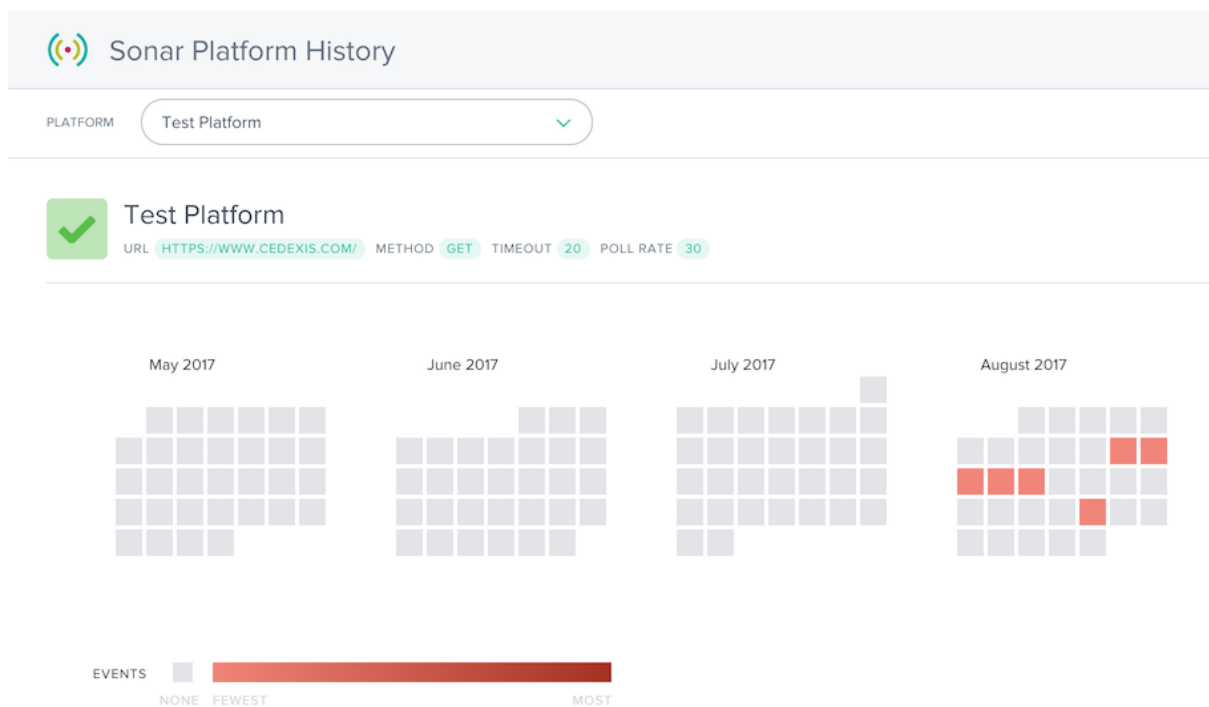 Sonar Platform History
PLATFORM Test Platform
Test Platform
URL HTTPS://WWW.CEDEXIS.COM/ METHOD GET TIMEOUT 20 POLL RATE 30
May 2017 June 2017 July 2017 August 2017
EVENTS
NONE FEWEST MOST